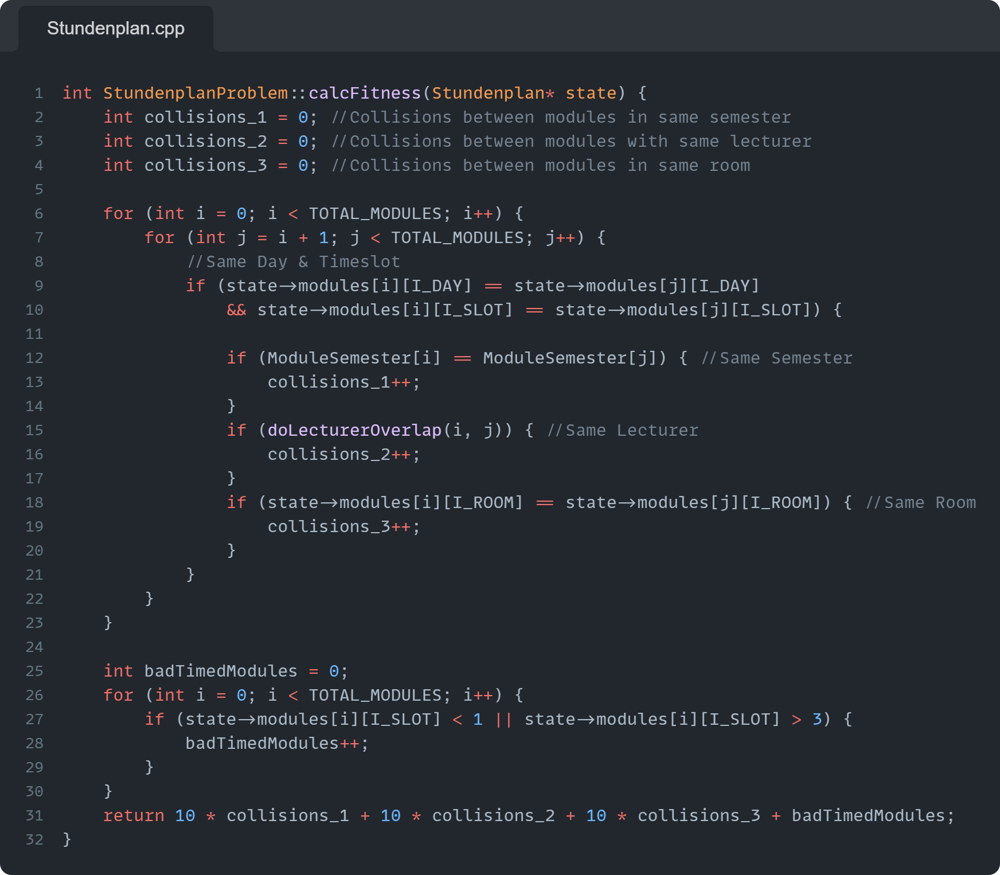 Stundenplan.cpp
1 int StundenplanProblem::calcFitness(Stundenplan* state) {
2     int collisions_1 = 0; //Collisions between modules in same semester
3     int collisions_2 = 0; //Collisions between modules with same lecturer
4     int collisions_3 = 0; //Collisions between modules in same room
5
6     for (int i = 0; i < TOTAL_MODULES; i++) {
7         for (int j = i + 1; j < TOTAL_MODULES; j++) {
8             //Same Day & Timeslot
9             if (state->modules[i][I_DAY] == state->modules[j][I_DAY]
10                 && state->modules[i][I_SLOT] == state->modules[j][I_SLOT]) {
11
12                 if (ModuleSemester[i] == ModuleSemester[j]) { //Same Semester
13                     collisions_1++;
14                 }
15                 if (doLecturerOverlap(i, j)) { //Same Lecturer
16                     collisions_2++;
17                 }
18                 if (state->modules[i][I_ROOM] == state->modules[j][I_ROOM]) { //Same Room
19                     collisions_3++;
20                 }
21             }
22         }
23     }
24
25     int badTimedModules = 0;
26     for (int i = 0; i < TOTAL_MODULES; i++) {
27         if (state->modules[i][I_SLOT] < 1 || state->modules[i][I_SLOT] > 3) {
28             badTimedModules++;
29         }
30     }
31     return 10 * collisions_1 + 10 * collisions_2 + 10 * collisions_3 + badTimedModules;
32 }